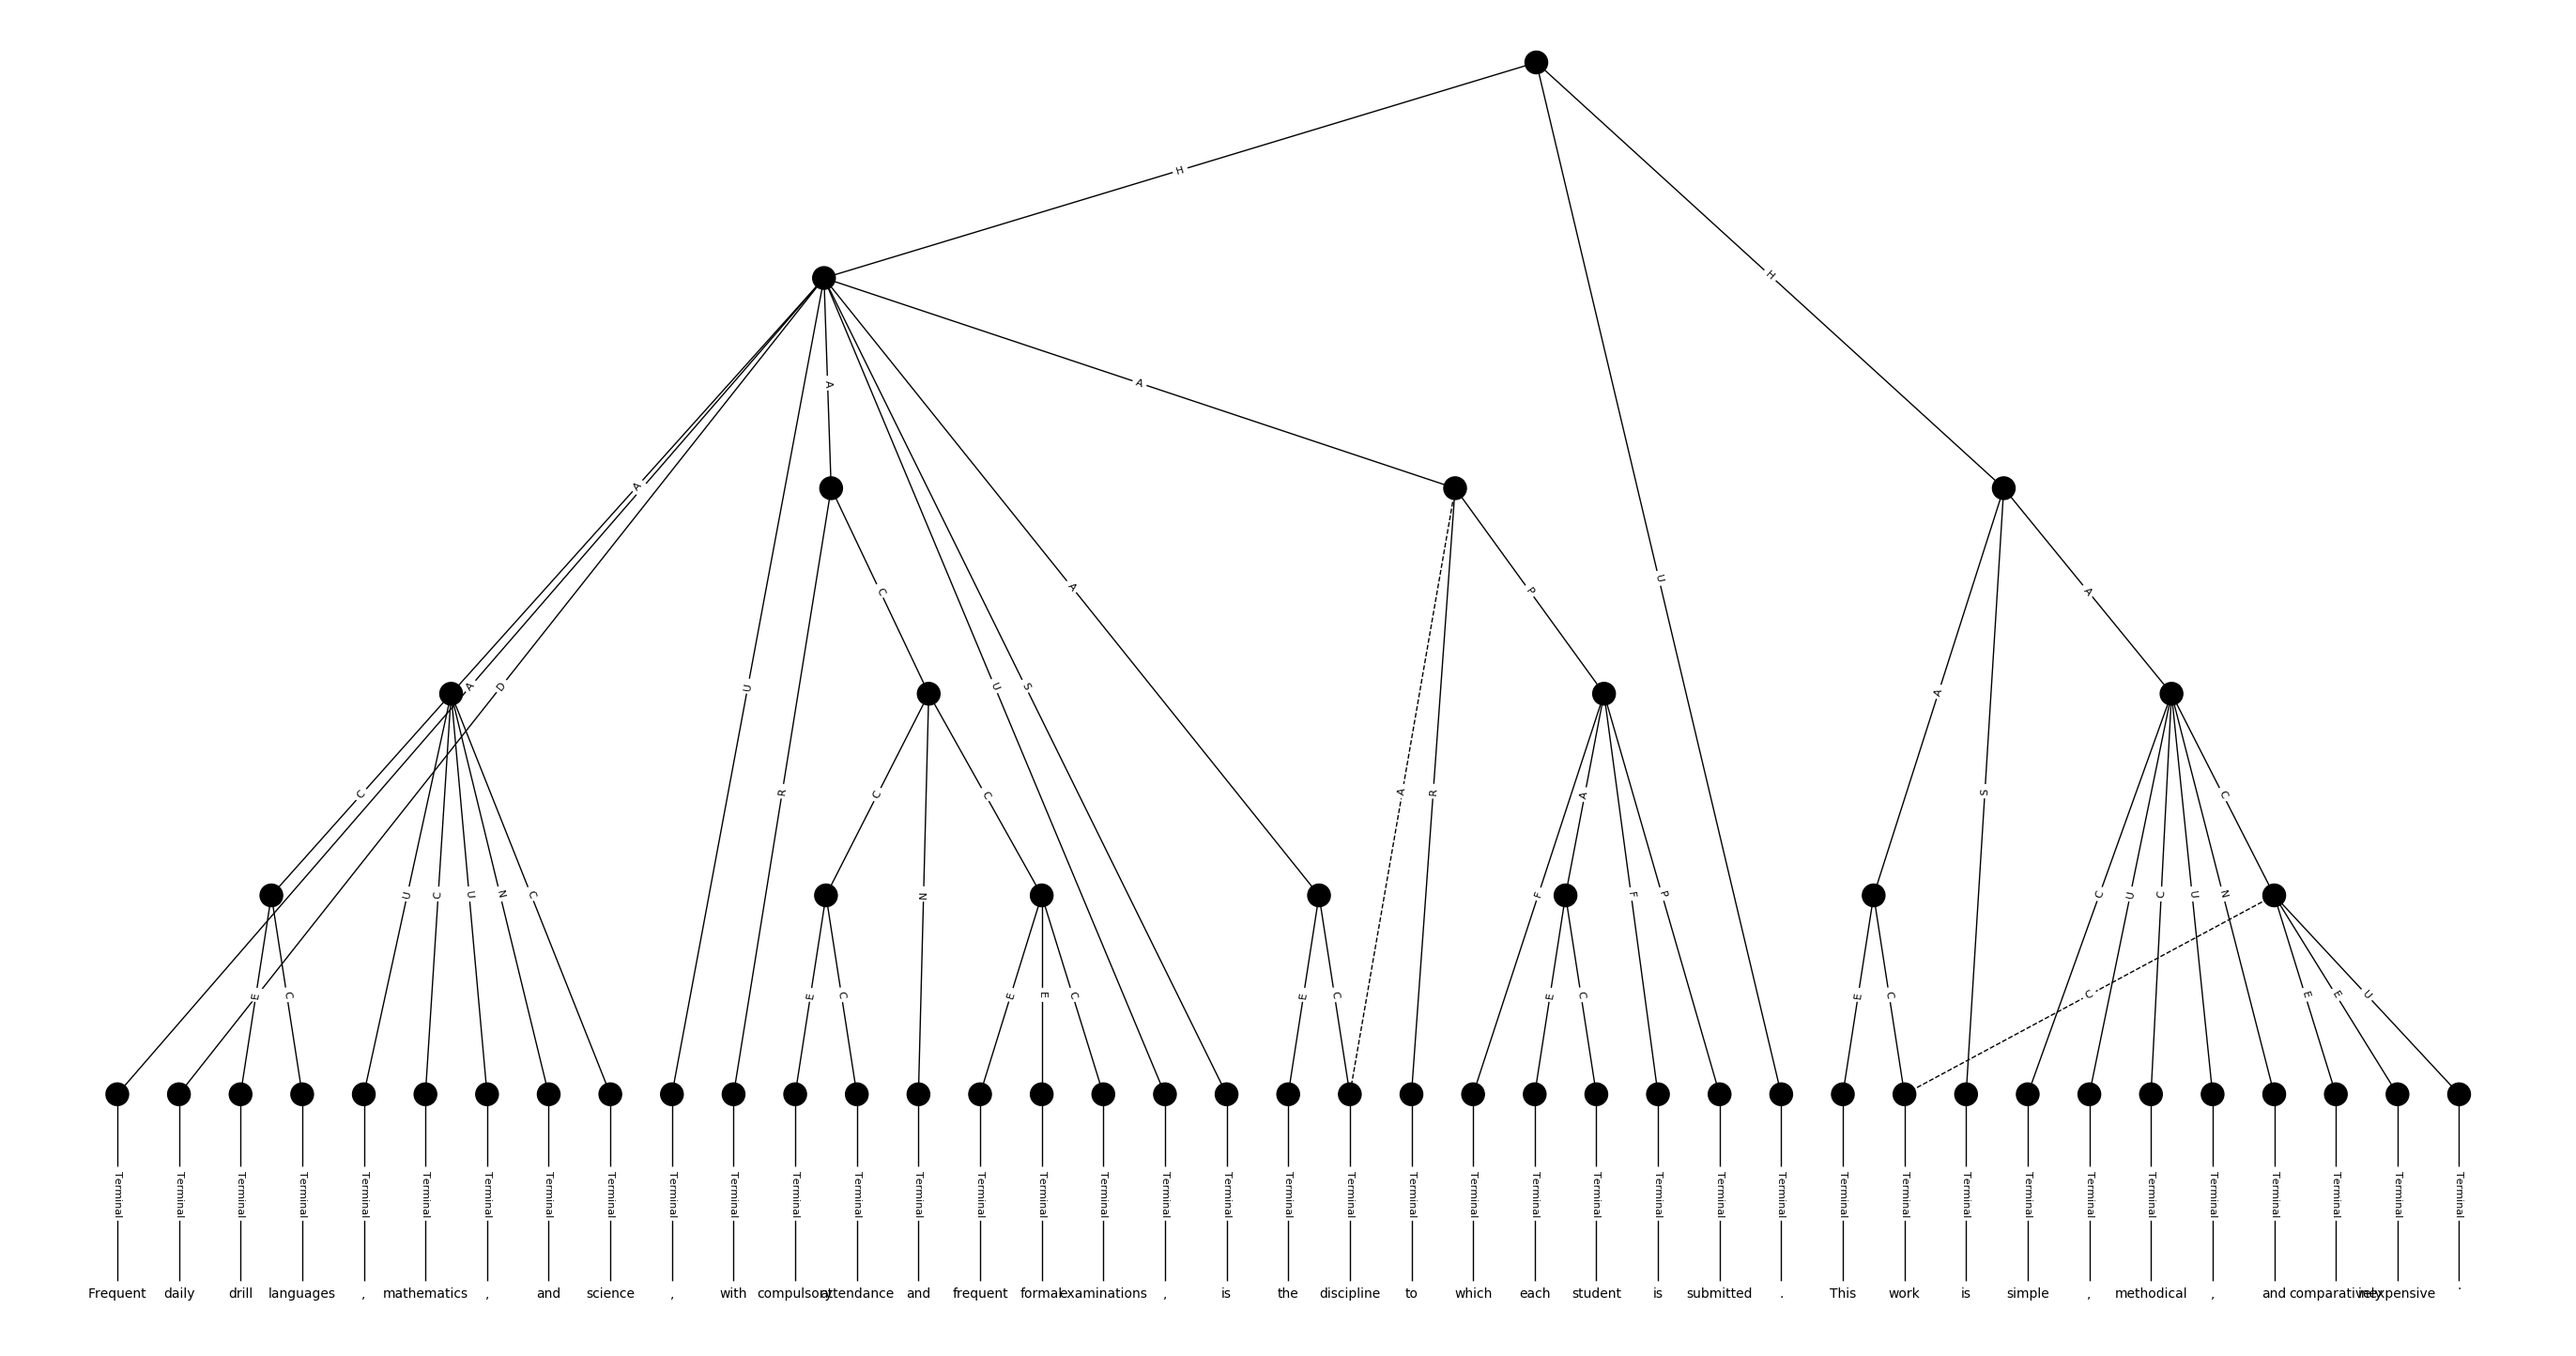 H
H
A
A
A
U
A
P
A
A
D
U
U
S
A
C
C
R
C
C
A
R
A
S
C
U
C
U
N
C
N
F
A
F
P
C
U
C
U
N
E
C
E
C
E
E
C
E
C
E
C
E
C
C
E
E
U
Terminal Terminal Terminal Terminal Terminal Terminal Terminal Terminal Terminal Terminal Terminal Terminal Terminal Terminal Terminal Terminal Terminal Terminal Terminal Terminal Terminal Terminal Terminal Terminal Terminal Terminal Terminal Terminal Terminal Terminal Terminal Terminal Terminal Terminal Terminal Terminal Terminal Terminal Terminal
Frequent daily drill languages , mathematics , and science , with compulsory attendance and frequent formal examinations , is the discipline to which each student is submitted . This work is simple , methodical , and comparatively inexpensive .